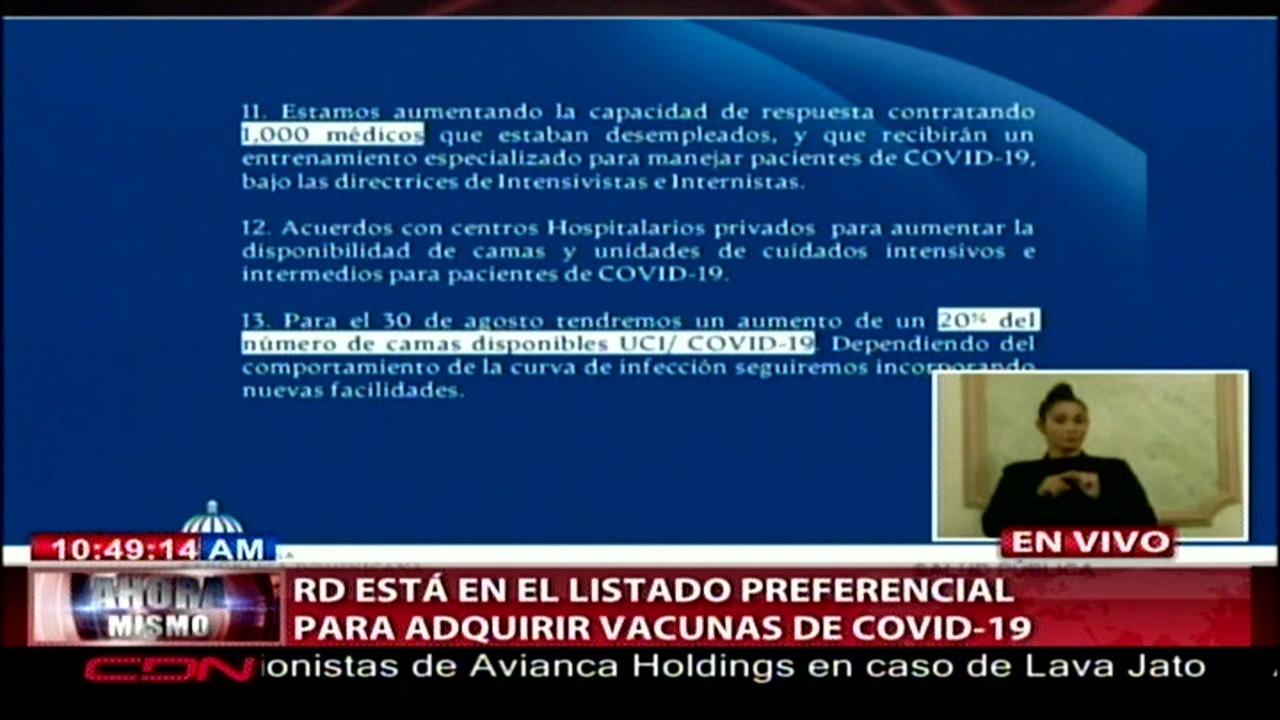 11. Estamos aumentando la capacidad de respuesta contratando
1,000 médicos que estaban desempleados, y que recibirán un
entrenamiento especializado para manejar pacientes de COVID-19,
bajo las directrices de Intensivistas e Internistas.
12. Acuerdos con centros Hospitalarios privados para aumentar la
disponibilidad de camas y unidades de cuidados intensivos e
intermedios para pacientes de COVID-19.
13. Para el 30 de agosto tendremos un aumento de un 20% del
número de camas disponibles UCI/ COVID-19. Dependiendo del
comportamiento de la curva de infección seguiremos incorporando
nuevas facilidades.
EN VIVO
10:49:14 AM
SALUD PÚBLICA
AHORA
MISMO
RD ESTÁ EN EL LISTADO PREFERENCIAL
PARA ADQUIRIR VACUNAS DE COVID-19
CDN
ionistas de Avianca Holdings en caso de Lava Jato